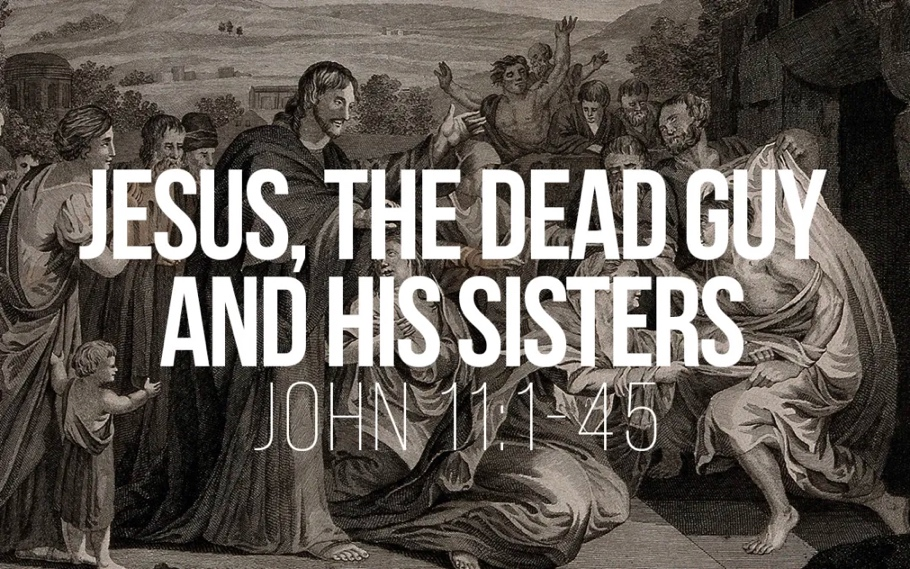 JESUS, THE DEAD GUY
AND HIS SISTERS
JOHN 11:1-45